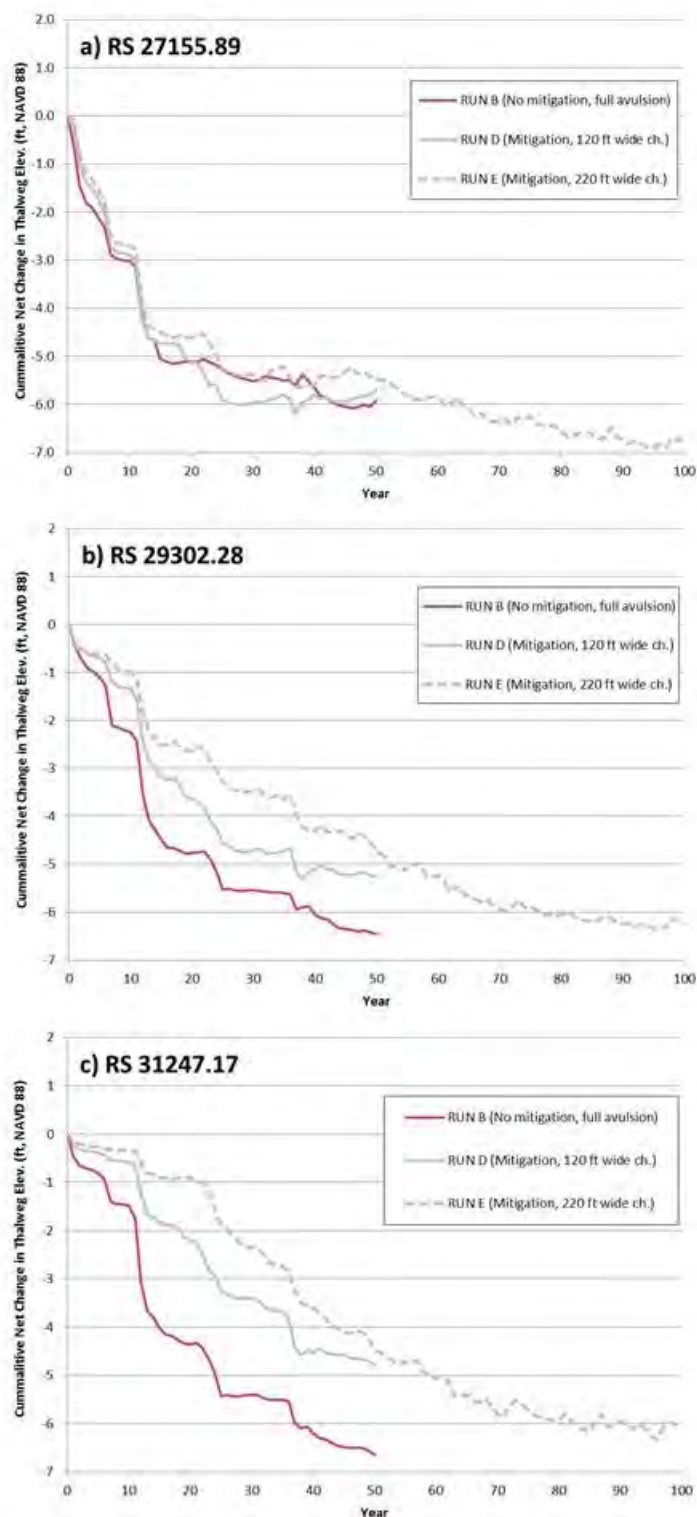 a) RS 27155.89
Cummalitive Net Change in Thalweg Elev. (ft, NAVD 88)
2.0
1.0
0.0
-1.0
-2.0
-3.0
-4.0
-5.0
-6.0
-7.0
RUN B (No mitigation, full avulsion)
RUN D (Mitigation, 120 ft wide ch.)
RUN E (Mitigation, 220 ft wide ch.)
0 10 20 30 40 50 60 70 80 90 100
Year
b) RS 29302.28
Cummalitive Net Change in Thalweg Elev. (ft, NAVD 88)
2
1
0
-1
-2
-3
-4
-5
-6
-7
RUN B (No mitigation, full avulsion)
RUN D (Mitigation, 120 ft wide ch.)
RUN E (Mitigation, 220 ft wide ch.)
0 10 20 30 40 50 60 70 80 90 100
Year
c) RS 31247.17
Cummalitive Net Change in Thalweg Elev. (ft, NAVD 88)
2
1
0
-1
-2
-3
-4
-5
-6
-7
RUN B (No mitigation, full avulsion)
RUN D (Mitigation, 120 ft wide ch.)
RUN E (Mitigation, 220 ft wide ch.)
0 10 20 30 40 50 60 70 80 90 100
Year